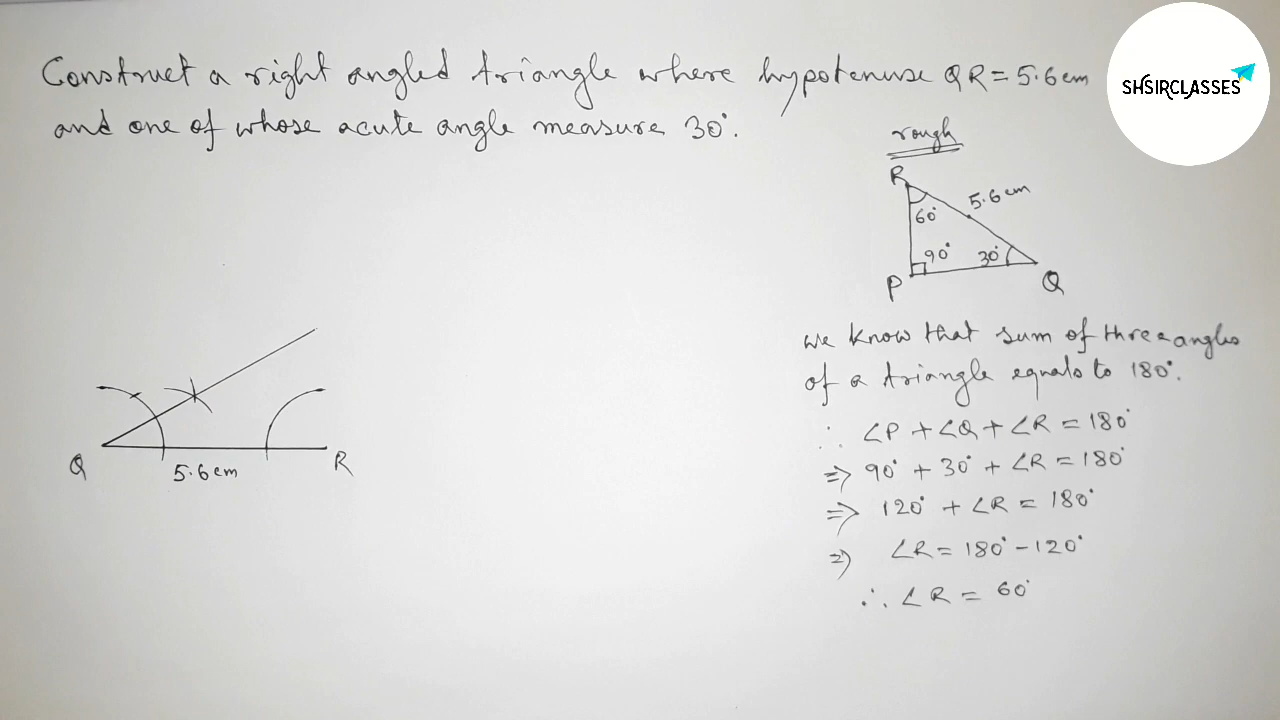 Construct a right angled triangle where hypotenuse QR = 5.6 cm
and one of whose acute angle measure 30°.
SHSIRCLASSES
rough
R
5.6 cm
60°
90°
30°
P
Q
we know that sum of three angles
of a triangle equals to 180°.
∴ ∠P + ∠Q + ∠R = 180°
⇒ 90° + 30° + ∠R = 180°
⇒ 120° + ∠R = 180°
⇒ ∠R = 180° - 120°
∴ ∠R = 60°
Q
5.6 cm
R